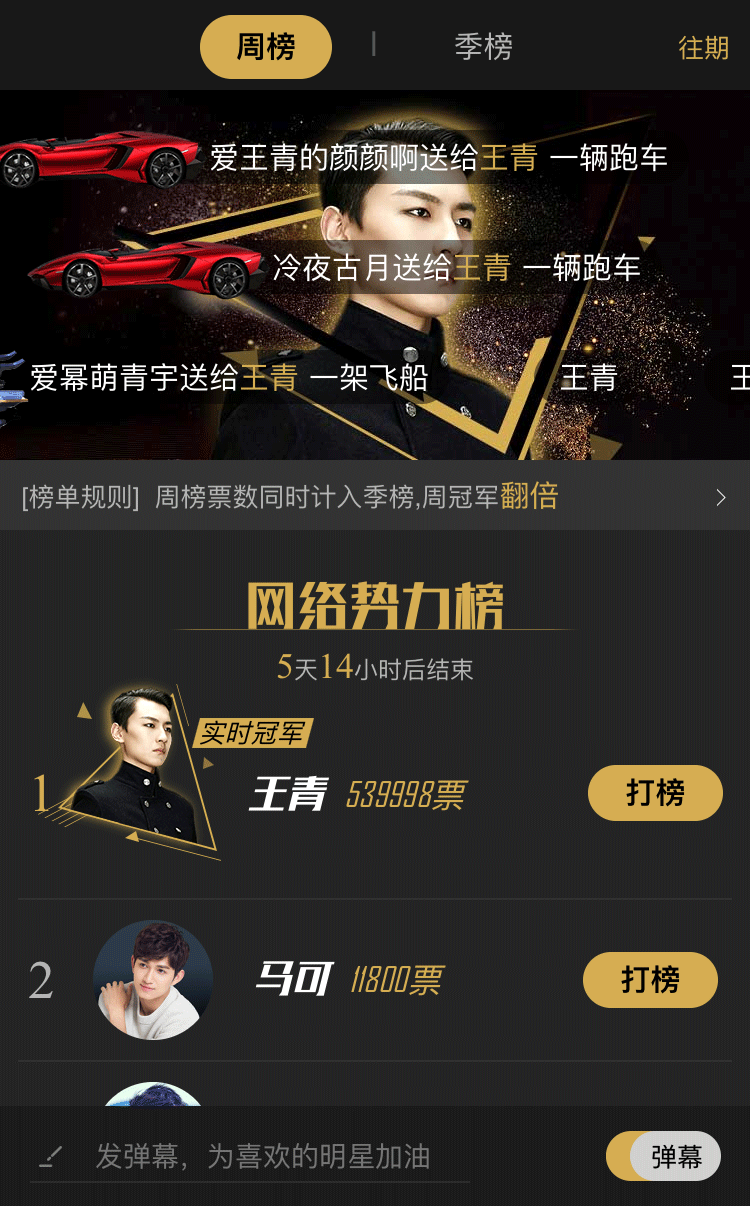 周榜 | 季榜 往期
爱王青的颜颜啊送给王青 一辆跑车
冷夜古月送给王青 一辆跑车
爱幂萌青宇送给王青 一架飞船 王青 王
[榜单规则] 周榜票数同时计入季榜,周冠军翻倍
网络势力榜
5天14小时后结束
实时冠军
1 王青 539998票 打榜
2 马可 11800票 打榜
发弹幕，为喜欢的明星加油 弹幕